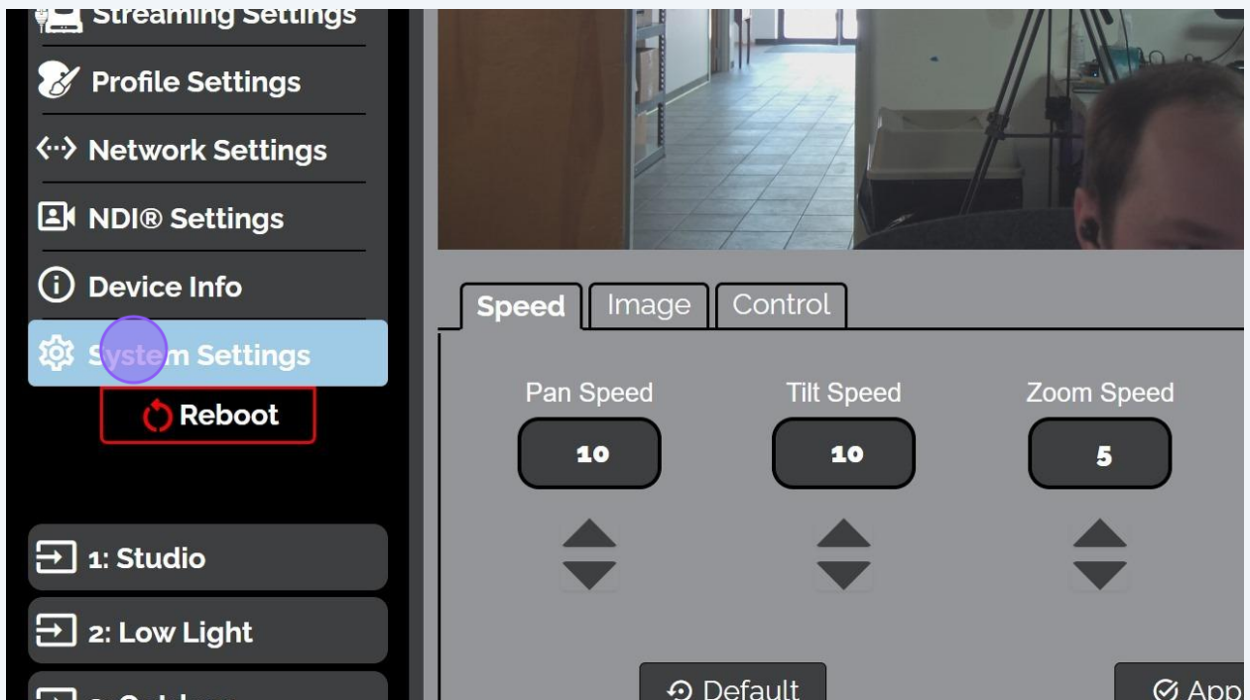 Streaming Settings
Profile Settings
Network Settings
NDI® Settings
Device Info
System Settings
Reboot
1: Studio
2: Low Light
Speed
Image
Control
Pan Speed
Tilt Speed
Zoom Speed
10
10
5
Default